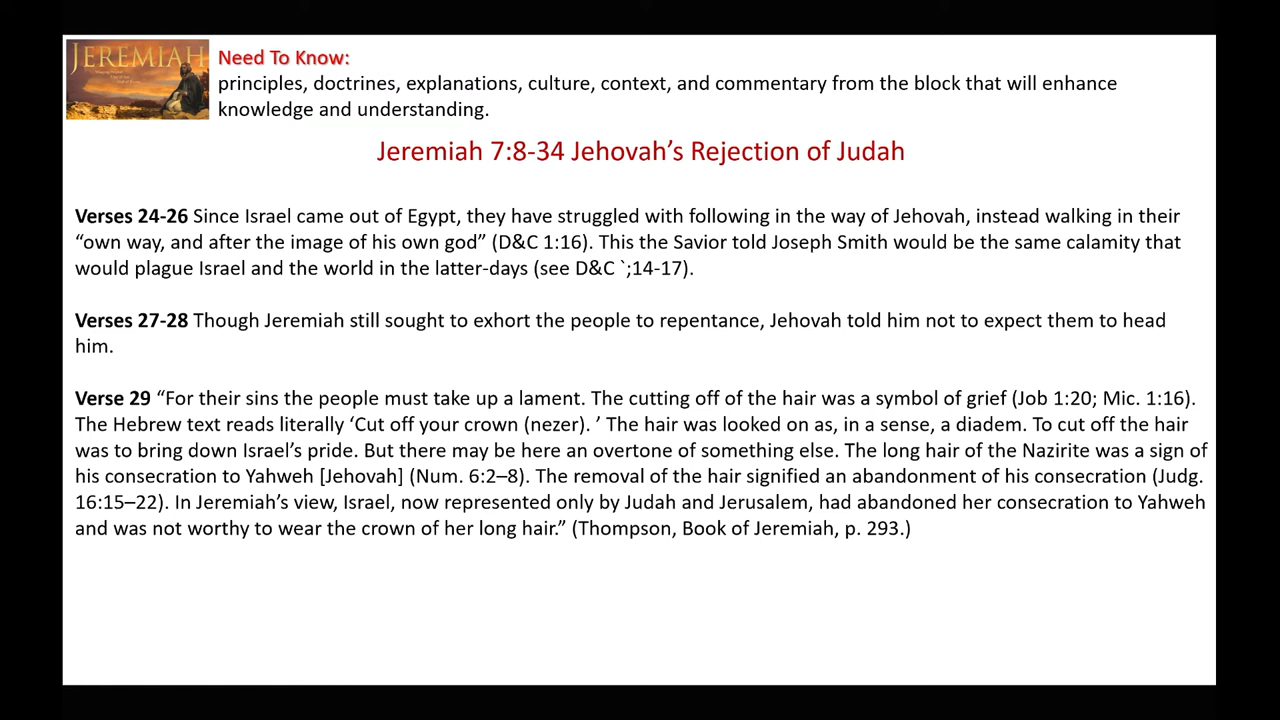 JEREMIAH
Need To Know:
principles, doctrines, explanations, culture, context, and commentary from the block that will enhance
knowledge and understanding.
Jeremiah 7:8-34 Jehovah’s Rejection of Judah
Verses 24-26 Since Israel came out of Egypt, they have struggled with following in the way of Jehovah, instead walking in their
“own way, and after the image of his own god” (D&C 1:16). This the Savior told Joseph Smith would be the same calamity that
would plague Israel and the world in the latter-days (see D&C `;14-17).
Verses 27-28 Though Jeremiah still sought to exhort the people to repentance, Jehovah told him not to expect them to head
him.
Verse 29 “For their sins the people must take up a lament. The cutting off of the hair was a symbol of grief (Job 1:20; Mic. 1:16).
The Hebrew text reads literally ‘Cut off your crown (nezer). ’ The hair was looked on as, in a sense, a diadem. To cut off the hair
was to bring down Israel’s pride. But there may be here an overtone of something else. The long hair of the Nazirite was a sign of
his consecration to Yahweh [Jehovah] (Num. 6:2–8). The removal of the hair signified an abandonment of his consecration (Judg.
16:15–22). In Jeremiah’s view, Israel, now represented only by Judah and Jerusalem, had abandoned her consecration to Yahweh
and was not worthy to wear the crown of her long hair.” (Thompson, Book of Jeremiah, p. 293.)